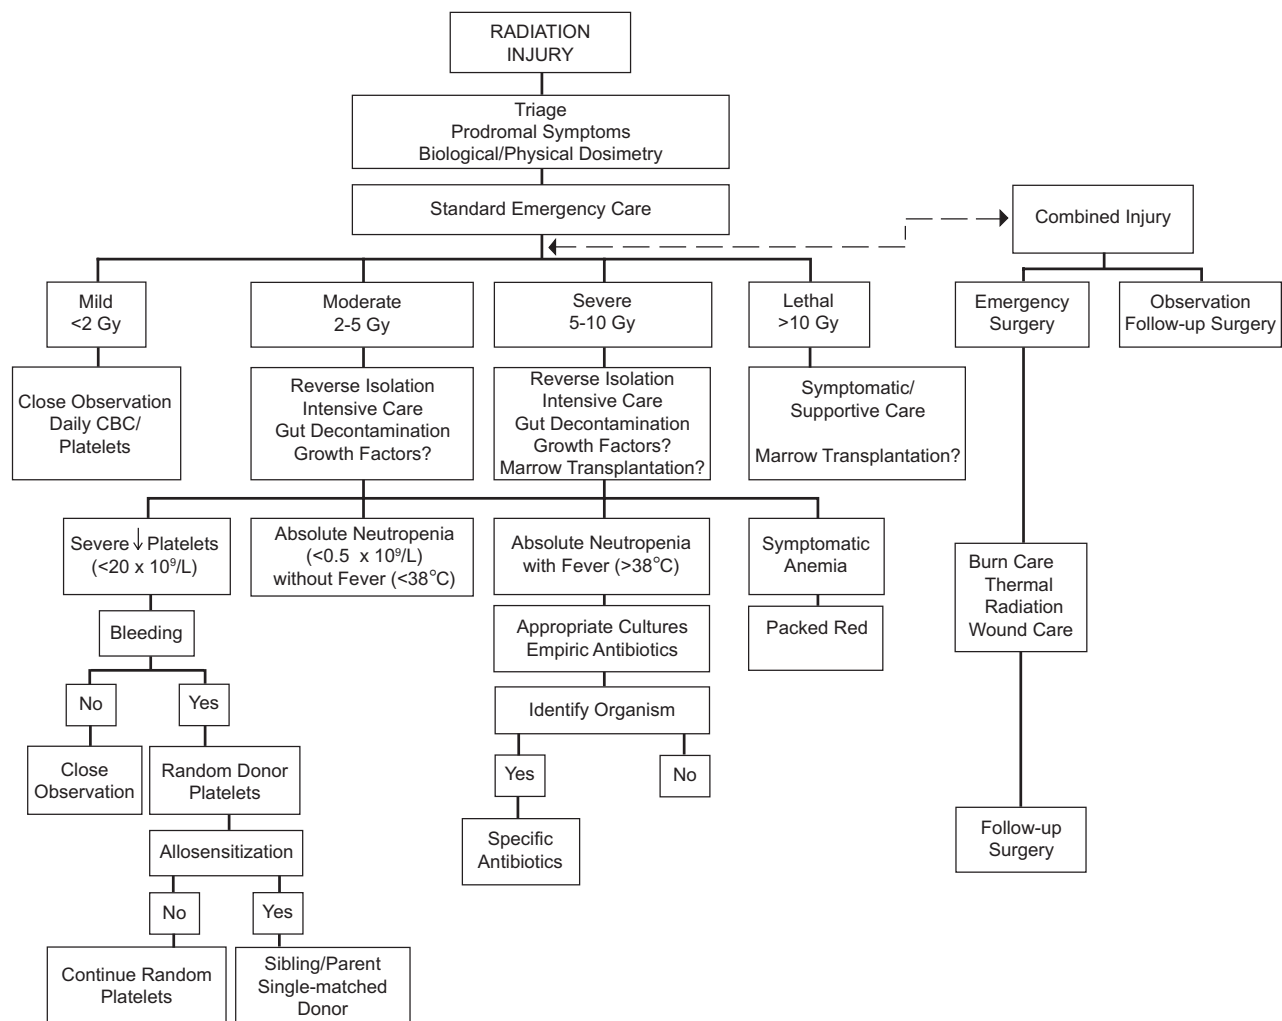 RADIATION
INJURY
Triage
Prodromal Symptoms
Biological/Physical Dosimetry
Standard Emergency Care
Combined Injury
Mild
<2 Gy
Moderate
2-5 Gy
Severe
5-10 Gy
Lethal
>10 Gy
Emergency
Surgery
Observation
Follow-up Surgery
Close Observation
Daily CBC/
Platelets
Reverse Isolation
Intensive Care
Gut Decontamination
Growth Factors?
Reverse Isolation
Intensive Care
Gut Decontamination
Growth Factors?
Marrow Transplantation?
Symptomatic/
Supportive Care
Marrow Transplantation?
Severe ↓ Platelets
(<20 x 10⁹/L)
Absolute Neutropenia
(<0.5 x 10⁹/L)
without Fever (<38°C)
Absolute Neutropenia
with Fever (>38°C)
Symptomatic
Anemia
Burn Care
Thermal
Radiation
Wound Care
Bleeding
Appropriate Cultures
Empiric Antibiotics
Packed Red
No
Yes
Identify Organism
Close
Observation
Random Donor
Platelets
Yes
No
Allosensitization
Specific
Antibiotics
Follow-up
Surgery
No
Yes
Continue Random
Platelets
Sibling/Parent
Single-matched
Donor